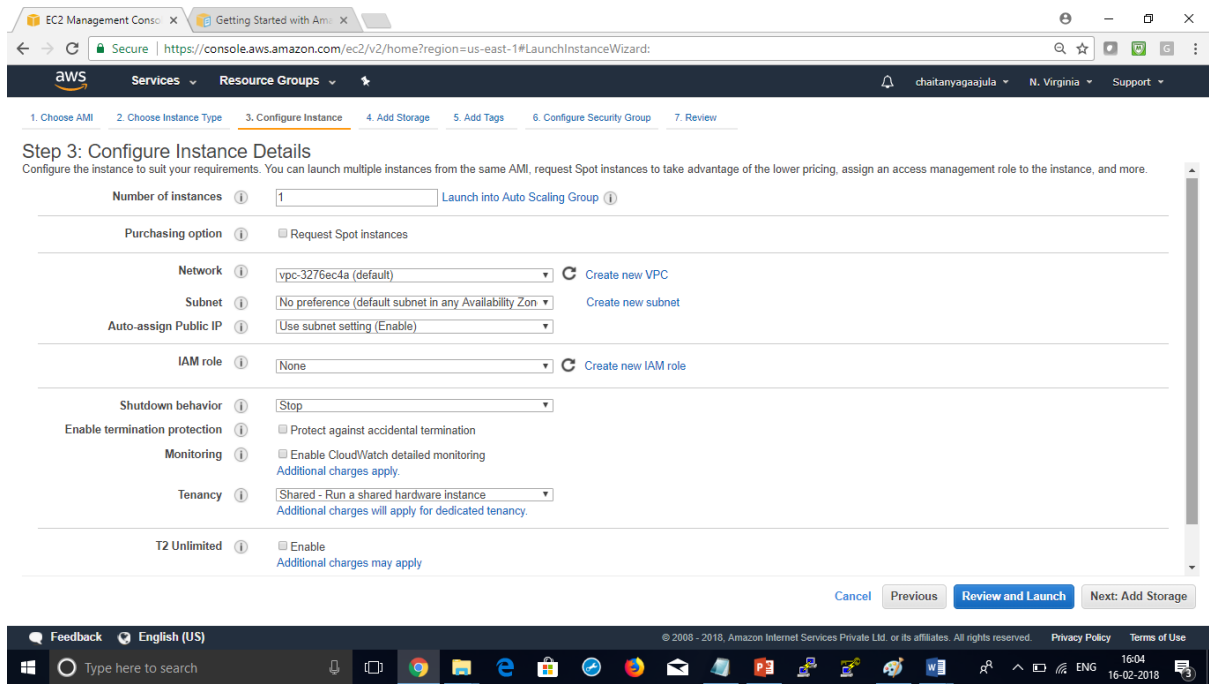 EC2 Management Conso
Getting Started with Ama
Secure | https://console.aws.amazon.com/ec2/v2/home?region=us-east-1#LaunchInstanceWizard:
aws Services Resource Groups chaitanyagaajula N. Virginia Support
1. Choose AMI 2. Choose Instance Type 3. Configure Instance 4. Add Storage 5. Add Tags 6. Configure Security Group 7. Review
Step 3: Configure Instance Details
Configure the instance to suit your requirements. You can launch multiple instances from the same AMI, request Spot instances to take advantage of the lower pricing, assign an access management role to the instance, and more.
Number of instances 1 Launch into Auto Scaling Group
Purchasing option Request Spot instances
Network vpc-3276ec4a (default) Create new VPC
Subnet No preference (default subnet in any Availability Zon Create new subnet
Auto-assign Public IP Use subnet setting (Enable)
IAM role None Create new IAM role
Shutdown behavior Stop
Enable termination protection Protect against accidental termination
Monitoring Enable CloudWatch detailed monitoring
Additional charges apply.
Tenancy Shared - Run a shared hardware instance
Additional charges will apply for dedicated tenancy.
T2 Unlimited Enable
Additional charges may apply
Cancel Previous Review and Launch Next: Add Storage
Feedback English (US) © 2008 - 2018, Amazon Internet Services Private Ltd. or its affiliates. All rights reserved. Privacy Policy Terms of Use
Type here to search ENG 16:04
16-02-2018 3